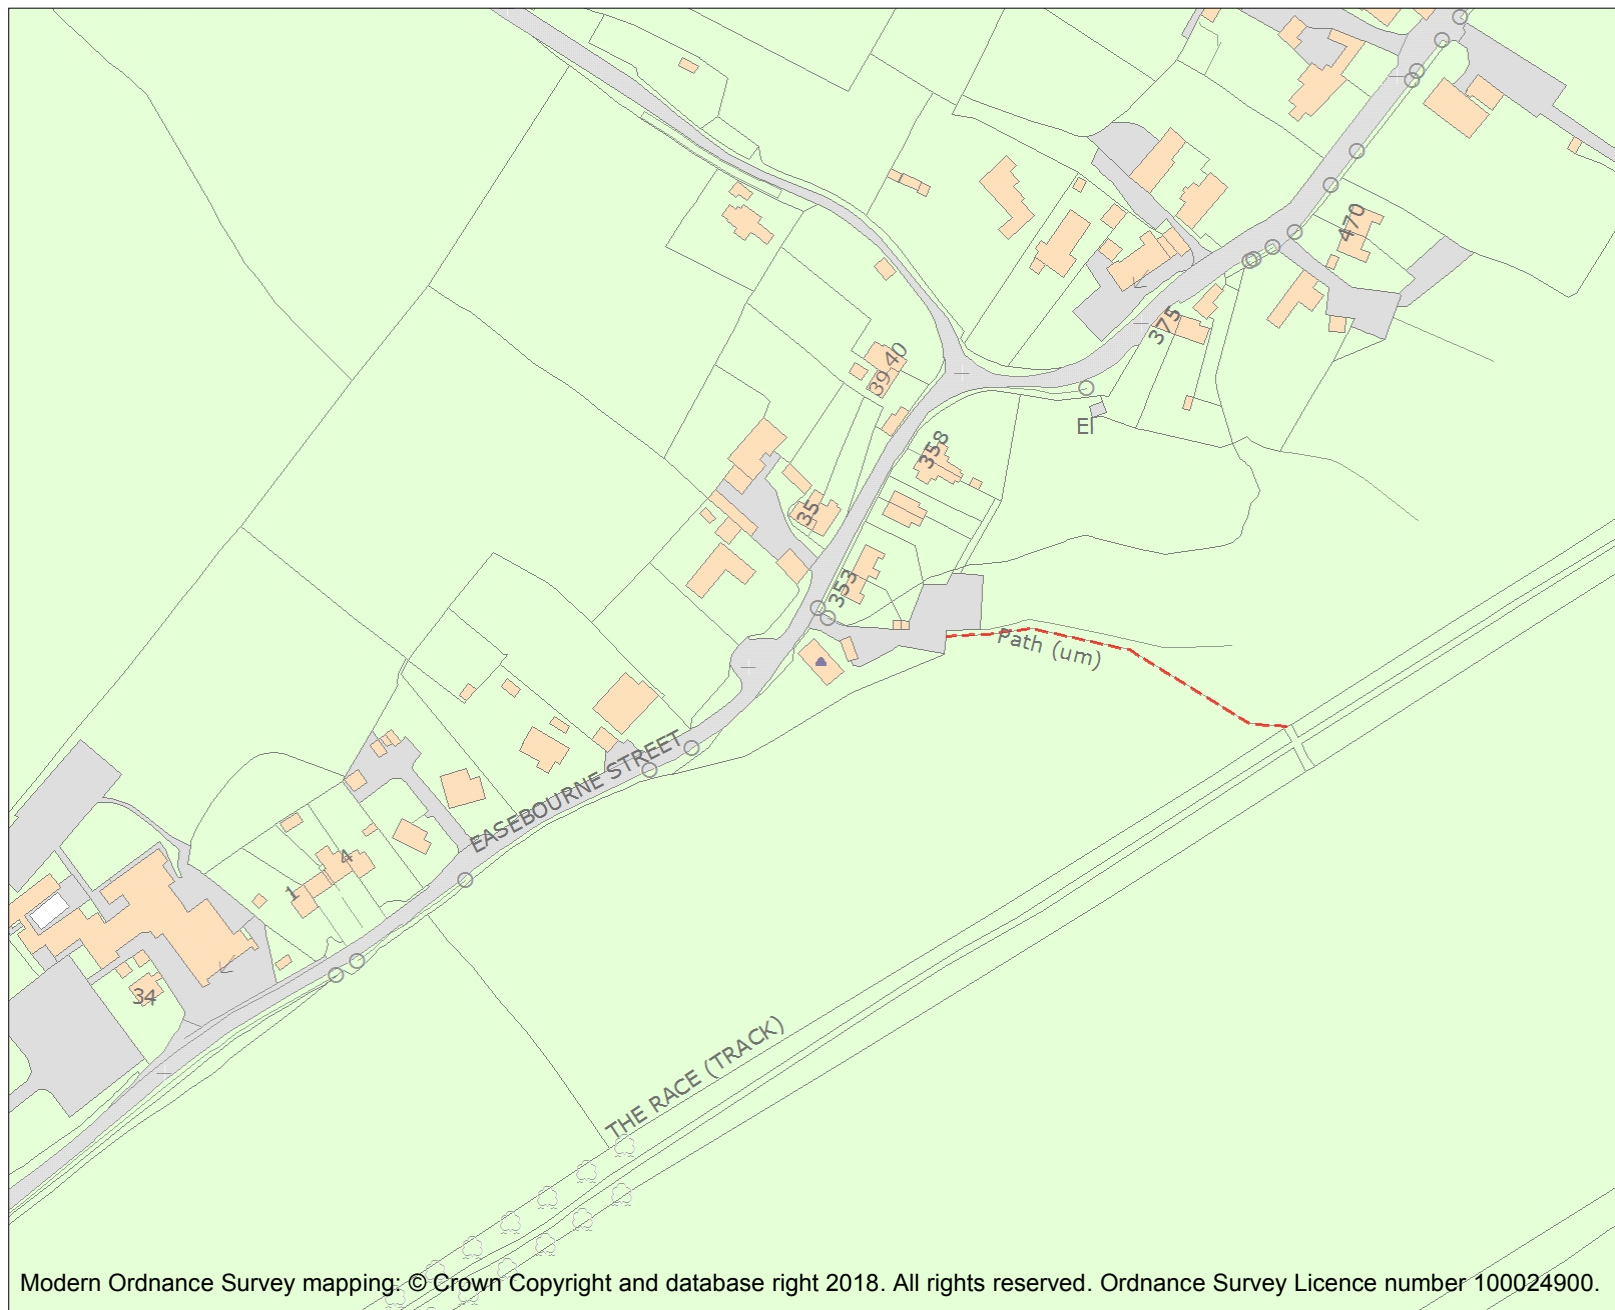 470
375
39 40
El
358
35
353
Path (um)
EASEBOURNE STREET
4
1
34
THE RACE (TRACK)
Modern Ordnance Survey mapping: © Crown Copyright and database right 2018. All rights reserved. Ordnance Survey Licence number 100024900.